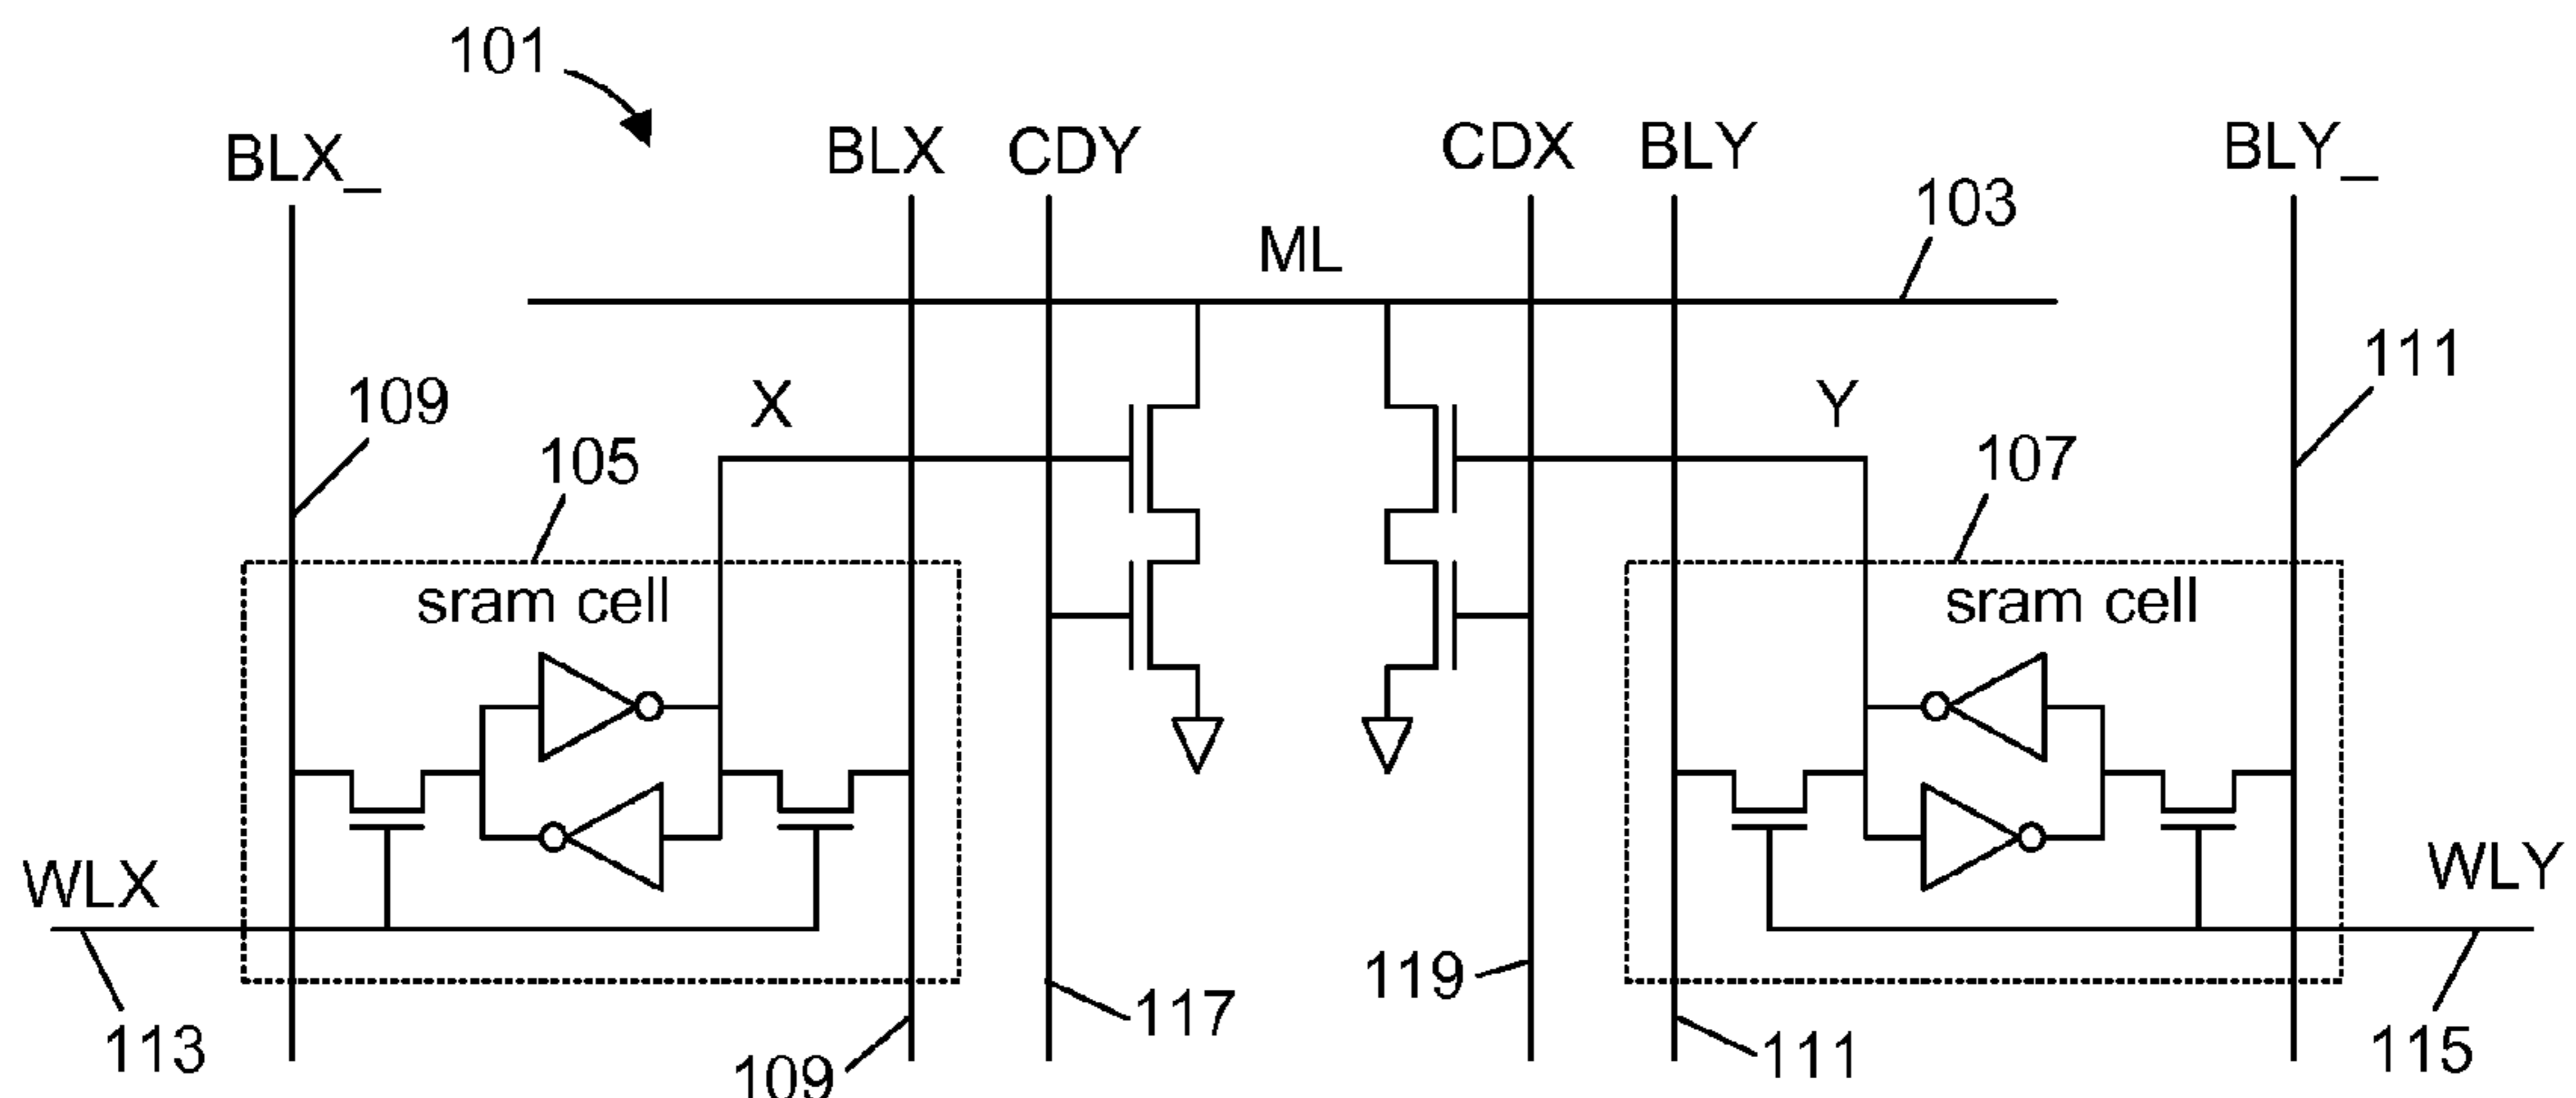 101
BLX_
BLX
CDY
CDX
BLY
BLY_
103
ML
111
109
X
Y
105
107
sram cell
sram cell
WLX
WLY
113
109
117
119
111
115